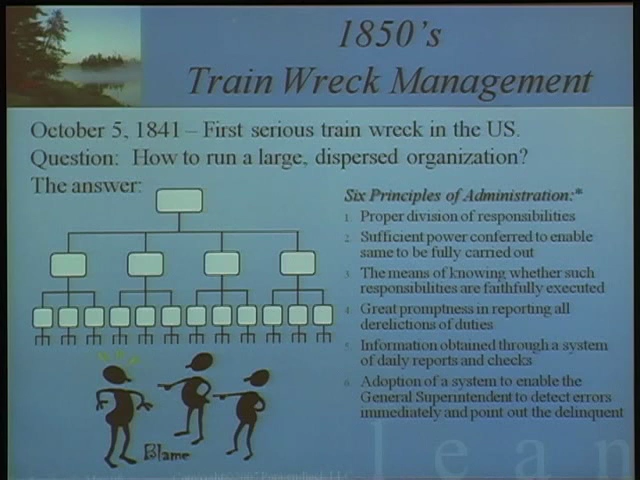 1850's
Train Wreck Management
October 5, 1841 – First serious train wreck in the US.
Question: How to run a large, dispersed organization?
The answer:
Six Principles of Administration:*
1. Proper division of responsibilities
2. Sufficient power conferred to enable
same to be fully carried out
3. The means of knowing whether such
responsibilities are faithfully executed
4. Great promptness in reporting all
derelictions of duties
5. Information obtained through a system
of daily reports and checks
6. Adoption of a system to enable the
General Superintendent to detect errors
immediately and point out the delinquent
Blame
lean
Copyright©2007 Poppendieck LLC